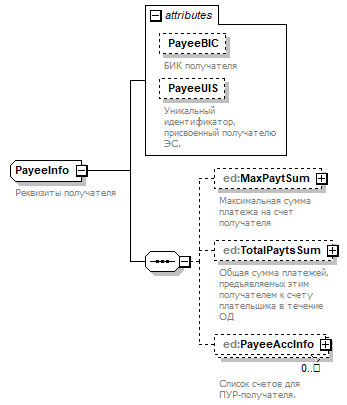 attributes
PayeeBIC
БИК получателя
PayeeUIS
Уникальный
идентификатор,
присвоенный получателю
ЭС.
PayeeInfo
Реквизиты получателя
ed:MaxPaytSum
Максимальная сумма
платежа на счет
получателя
ed:TotalPaytsSum
Общая сумма платежей,
предъявляемых этим
получателем к счету
плательщика в течение
ОД
ed:PayeeAccInfo
0..▯
Список счетов для
ПУР-получателя.